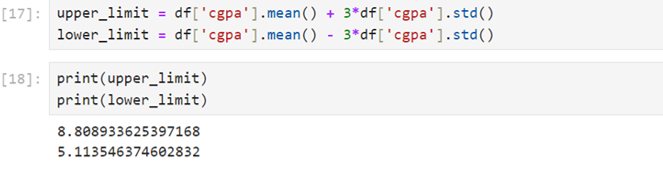 [17]: upper_limit = df['cgpa'].mean() + 3*df['cgpa'].std()
lower_limit = df['cgpa'].mean() - 3*df['cgpa'].std()
[18]: print(upper_limit)
print(lower_limit)
8.808933625397168
5.113546374602832